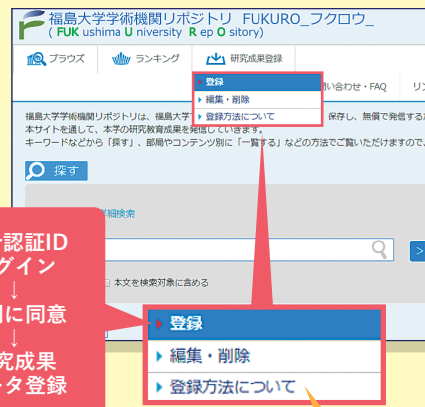 福島大学学術機関リポジトリ FUKURO_フクロウ_
( FUK ushima U niversity R ep O sitory)
ブラウズ ランキング 研究成果登録
登録
編集・削除
い合わせ・FAQ リン
登録方法について
福島大学学術機関リポジトリは、福島大学 保存し、無償で発信する
本サイトを通して、本学の研究教育成果を発信していきます。
キーワードなどから「探す」、部局やコンテンツ別に「一覧する」などの方法でご覧いただけますので、
探す
細検索
認証ID
グイン
↓
に同意
↓
究成果
タ登録
本文を検索対象に含める
登録
編集・削除
登録方法について